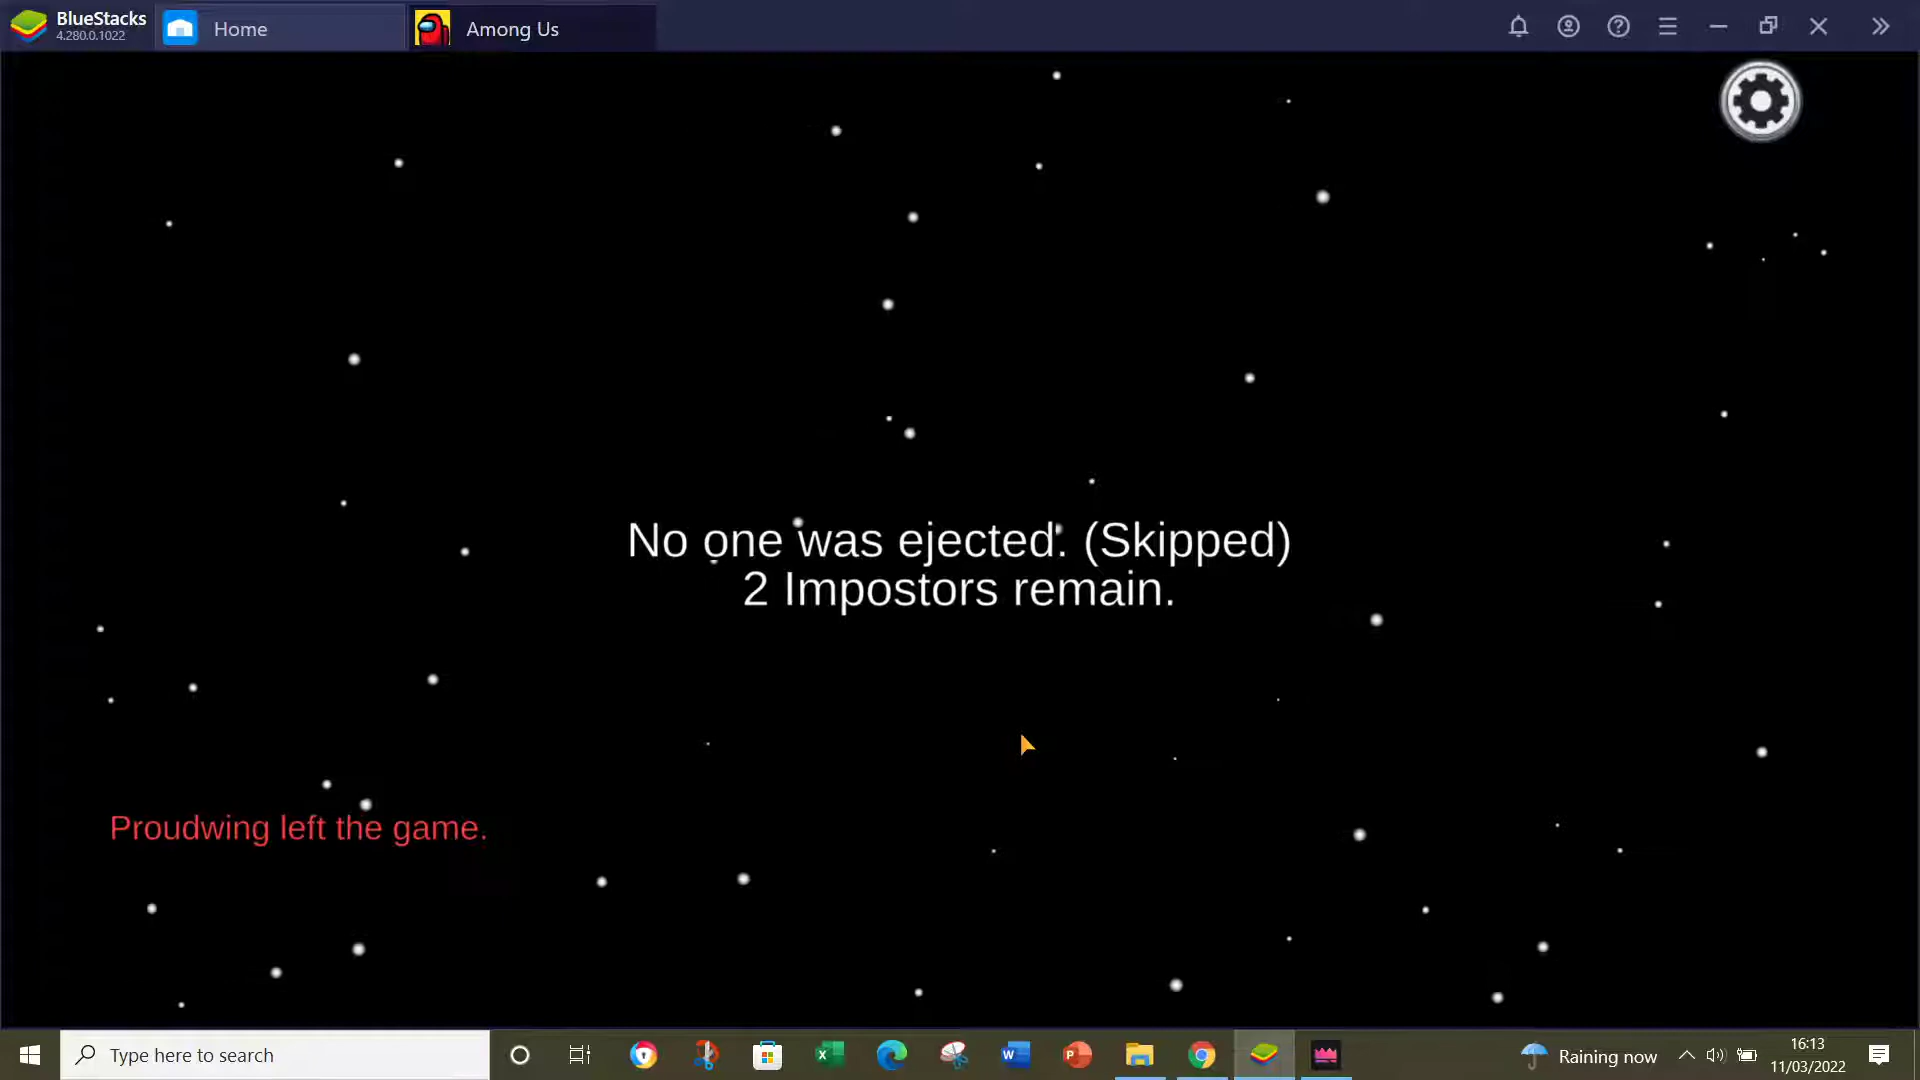 BlueStacks
4.280.0.1022
Home
Among Us
No one was ejected. (Skipped)
2 Impostors remain.
Proudwing left the game.
Type here to search
Raining now
16:13
11/03/2022